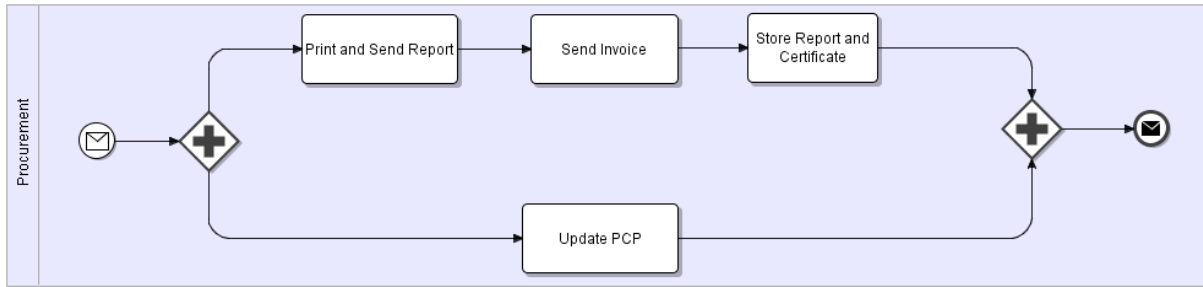 Procurement
Print and Send Report
Send Invoice
Store Report and
Certificate
Update PCP